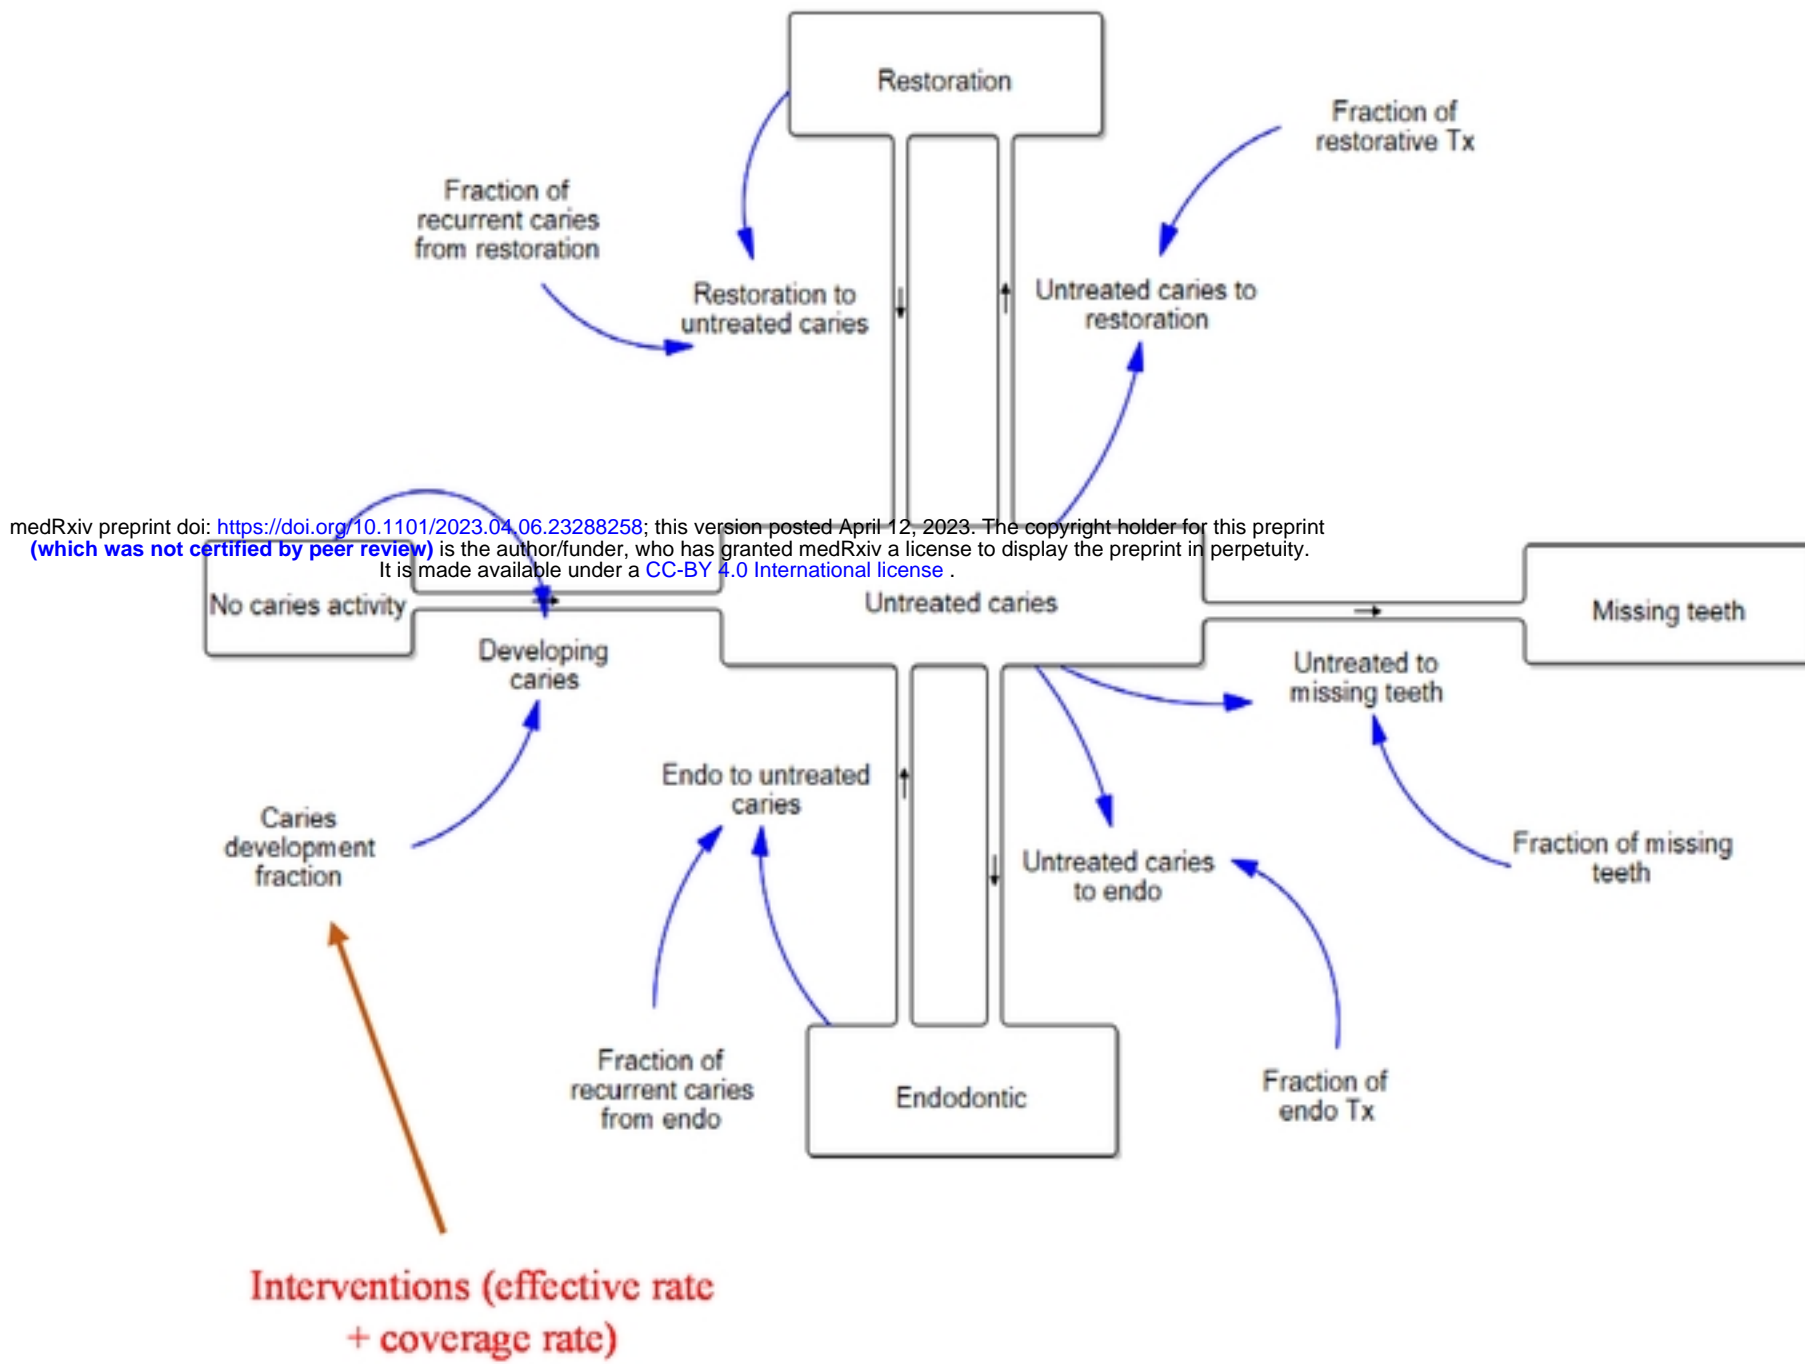 Restoration
Fraction of
restorative Tx
Fraction of
recurrent caries
from restoration
Restoration to
untreated caries
Untreated caries to
restoration
medRxiv preprint doi: https://doi.org/10.1101/2023.04.06.23288258; this version posted April 12, 2023. The copyright holder for this preprint
(which was not certified by peer review) is the author/funder, who has granted medRxiv a license to display the preprint in perpetuity.
It is made available under a CC-BY 4.0 International license .
No caries activity
Untreated caries
Missing teeth
Developing
caries
Untreated to
missing teeth
Endo to untreated
caries
Caries
development
fraction
Untreated caries
to endo
Fraction of missing
teeth
Fraction of
recurrent caries
from endo
Endodontic
Fraction of
endo Tx
Interventions (effective rate
+ coverage rate)